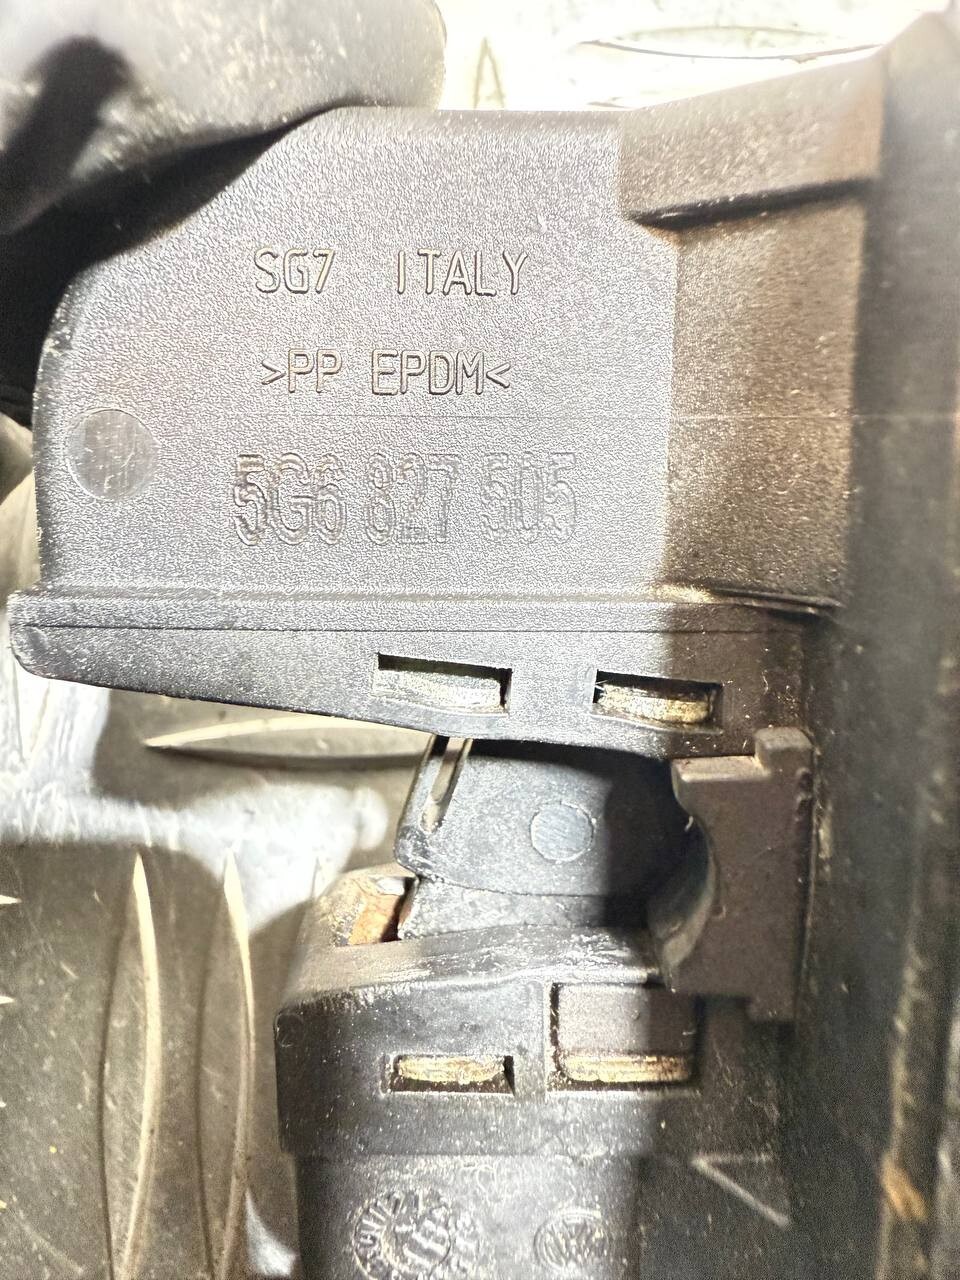 SG7 ITALY
>PP EPDM<
5G6 827 505